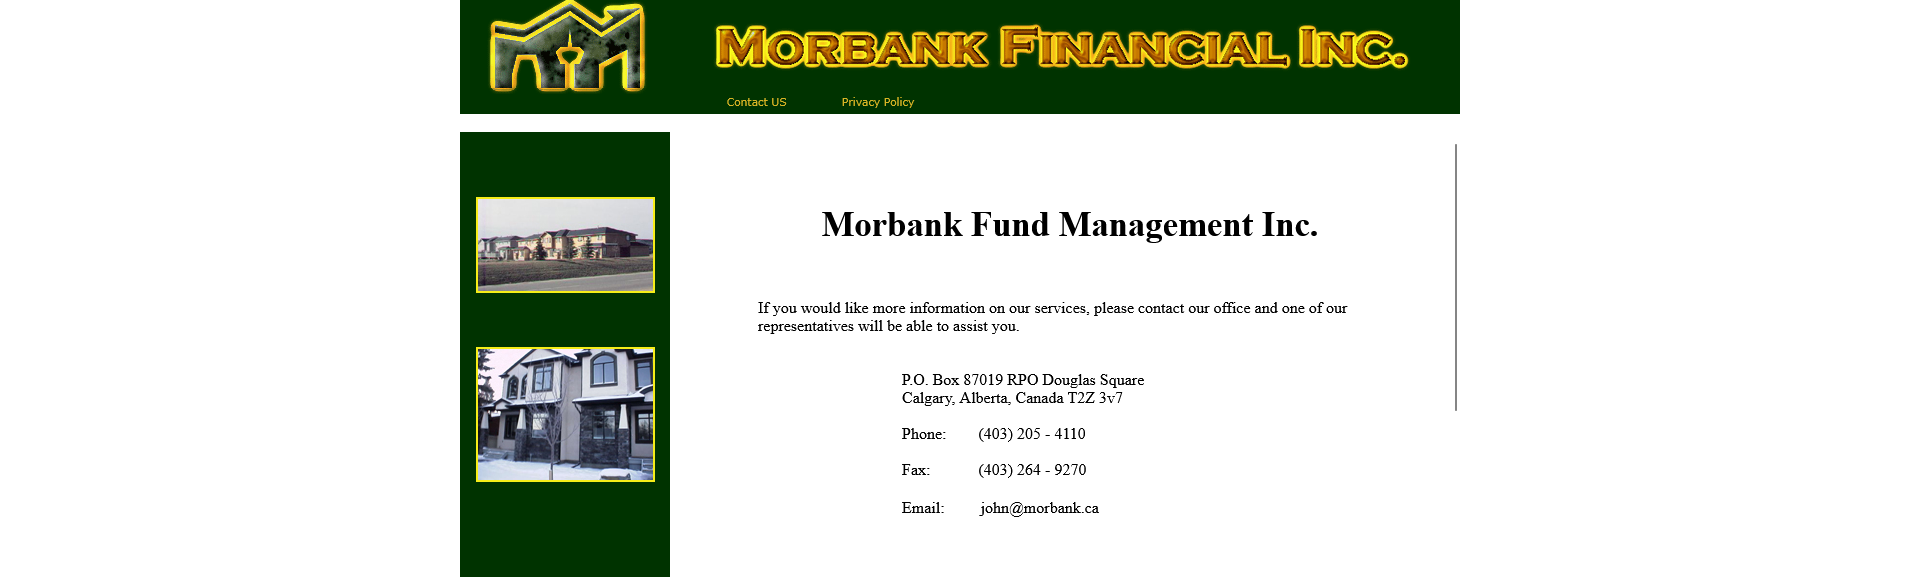 Morbank Financial Inc.
Contact US
Privacy Policy
Morbank Fund Management Inc.
If you would like more information on our services, please contact our office and one of our
representatives will be able to assist you.
P.O. Box 87019 RPO Douglas Square
Calgary, Alberta, Canada T2Z 3v7
Phone: (403) 205 - 4110
Fax: (403) 264 - 9270
Email: john@morbank.ca